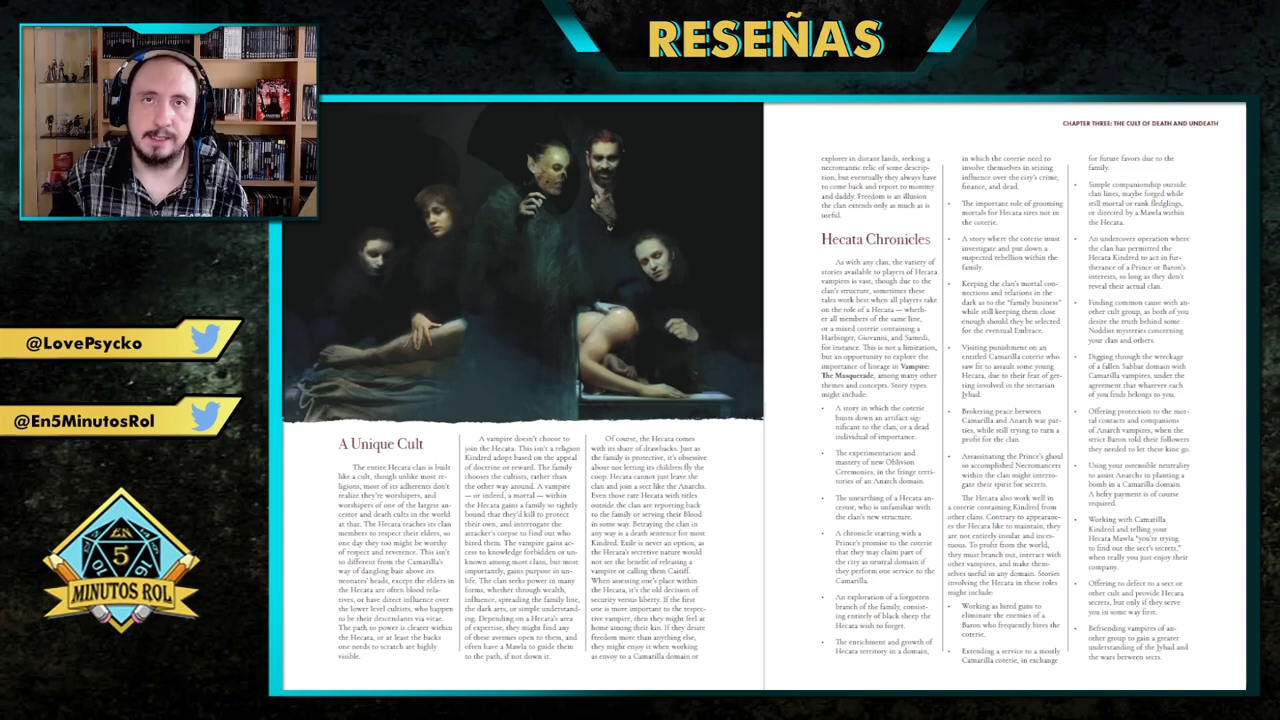 RESEÑAS
@LovePsycko
@En5MinutosRol
EN
5
MINUTOS ROL
A Unique Cult
The entire Hecata clan is built
like a cult, though unlike most re-
ligions, most of its adherents don't
realize they're worshipers, and
worshipers of one of the largest an-
cestor and death cults in the world
at that. The Hecata teaches its clan
members to respect their elders, so
one day they too might be worthy
of respect and reverence. This isn't
so different from the Camarilla's
way of dangling bait above its
neonates' heads, except the elders in
the Hecata are often blood rela-
tives, or have direct influence over
the lower level cultists, who happen
to be their descendants via vitae.
The path to power is clearer within
the Hecata, or at least the backs
one needs to scratch are highly
visible.
A vampire doesn't choose to
join the Hecata. This isn't a religion
Kindred adopt based on the appeal
of doctrine or reward. The family
chooses the cultists, rather than
the other way around. A vampire
— or indeed, a mortal — within
the Hecata gains a family so tightly
bound that they'd kill to protect
their own, and interrogate the
attacker's corpse to find out who
hired them. The vampire gains ac-
cess to knowledge forbidden or un-
known among most clans, but most
importantly, gains purpose in un-
life. The clan seeks power in many
forms, whether through wealth,
influence, spreading the family line,
the dark arts, or simple understand-
ing. Depending on the Hecata's area
of expertise, they might find any
of these avenues open to them, and
often have a Mawla to guide them
to the path, if not down it.
Of course, the Hecata comes
with its share of drawbacks. Just as
the family is protective, it's obsessive
about not letting its children fly the
coop. Hecata cannot just leave the
clan and join a sect like the Anarchs.
Even those rare Hecata with titles
outside the clan are reporting back
to the family or serving their Blood
in some way. Betraying the clan in
any way is a death sentence for most
Kindred. Exile is never an option, as
the Hecata's secretive nature would
not see the benefit of releasing a
vampire or calling them Caitiff.
When assessing one's place within
the Hecata, it's the old decision of
security versus liberty. If the first
one is more important to the respec-
tive vampire, then they might feel at
home among their kin. If they desire
freedom more than anything else,
they might enjoy it when working
as envoy to a Camarilla domain or
CHAPTER THREE: THE CULT OF DEATH AND UNDEATH
explorer in distant lands, seeking a
necromantic relic of some descrip-
tion, but eventually they always have
to come back and report to mommy
and daddy. Freedom is an illusion
the clan extends only as much as is
useful.
Hecata Chronicles
As with any clan, the variety of
stories available to players of Hecata
vampires is vast, though due to the
clan's structure, sometimes these
tales work best when all players take
on the role of a Hecata — wheth-
er all members of the same line,
or a mixed coterie containing a
Harbinger, Giovanni, and Samedi,
for instance. This is not a limitation,
but an opportunity to explore the
importance of lineage in Vampire:
The Masquerade, among many other
themes and concepts. Story types
might include:
• A story in which the coterie
hunts down an artifact sig-
nificant to the clan, or a dead
individual of importance.
• The experimentation and
mastery of new Oblivion
Ceremonies, in the fringe terri-
tories of an Anarch domain.
• The unearthing of a Hecata an-
cestor, who is unfamiliar with
the clan's new structure.
• A chronicle starting with a
Prince's promise to the coterie
that they may claim part of
the city as neutral domain if
they perform one service to the
Camarilla.
• An exploration of a forgotten
branch of the family, consist-
ing entirely of black sheep the
Hecata wish to forget.
• The enrichment and growth of
Hecata territory in a domain,
in which the coterie need to
involve themselves in seizing
influence over the city's crime,
finance, and dead.
• The important role of grooming
mortals for Hecata sires not in
the coterie.
• A story where the coterie must
investigate and put down a
suspected rebellion within the
family.
• Keeping the clan's mortal con-
nections and relations in the
dark as to the "family business"
while still keeping them close
enough should they be selected
for the eventual Embrace.
• Visiting punishment on an
entitled Camarilla coterie who
saw fit to assault some young
Hecata, due to their fear of get-
ting involved in the sectarian
Jyhad.
• Brokering peace between
Camarilla and Anarch war par-
ties, while still trying to turn a
profit for the clan.
• Assassinating the Prince's ghoul
so accomplished Necromancers
within the clan might interro-
gate their spirit for secrets.
The Hecata also work well in
a coterie containing Kindred from
other clans. Contrary to appearanc-
es the Hecata like to maintain, they
are not entirely insular and inces-
tuous. To profit from the world,
they must branch out, interact with
other vampires, and make them-
selves useful in any domain. Stories
involving the Hecata in these roles
might include:
• Working as hired guns to
eliminate the enemies of a
Baron who frequently hires the
coterie.
• Extending a service to a mostly
Camarilla coterie, in exchange
for future favors due to the
family.
• Simple companionship outside
clan lines, maybe forged while
still mortal or rank fledglings,
or directed by a Mawla within
the Hecata.
• An undercover operation where
the clan has permitted the
Hecata Kindred to act in fur-
therance of a Prince or Baron's
interests, so long as they don't
reveal their actual clan.
• Finding common cause with an-
other cult group, as both of you
desire the truth behind some
Noddist mysteries concerning
your clan and others.
• Digging through the wreckage
of a fallen Sabbat domain with
Camarilla vampires, under the
agreement that whatever each
of you finds belongs to you.
• Offering protection to the mor-
tal contacts and companions
of Anarch vampires, when the
strict Baron told their followers
they needed to let these kine go.
• Using your ostensible neutrality
to assist Anarchs in planting a
bomb in a Camarilla domain.
A hefty payment is of course
required.
• Working with Camarilla
Kindred and telling your
Hecata Mawla "you're trying
to find out the sect's secrets,"
when really you just enjoy their
company.
• Offering to defect to a sect or
other cult and provide Hecata
secrets, but only if they serve
you in some way first.
• Befriending vampires of an-
other group to gain a greater
understanding of the Jyhad and
the wars between sects.